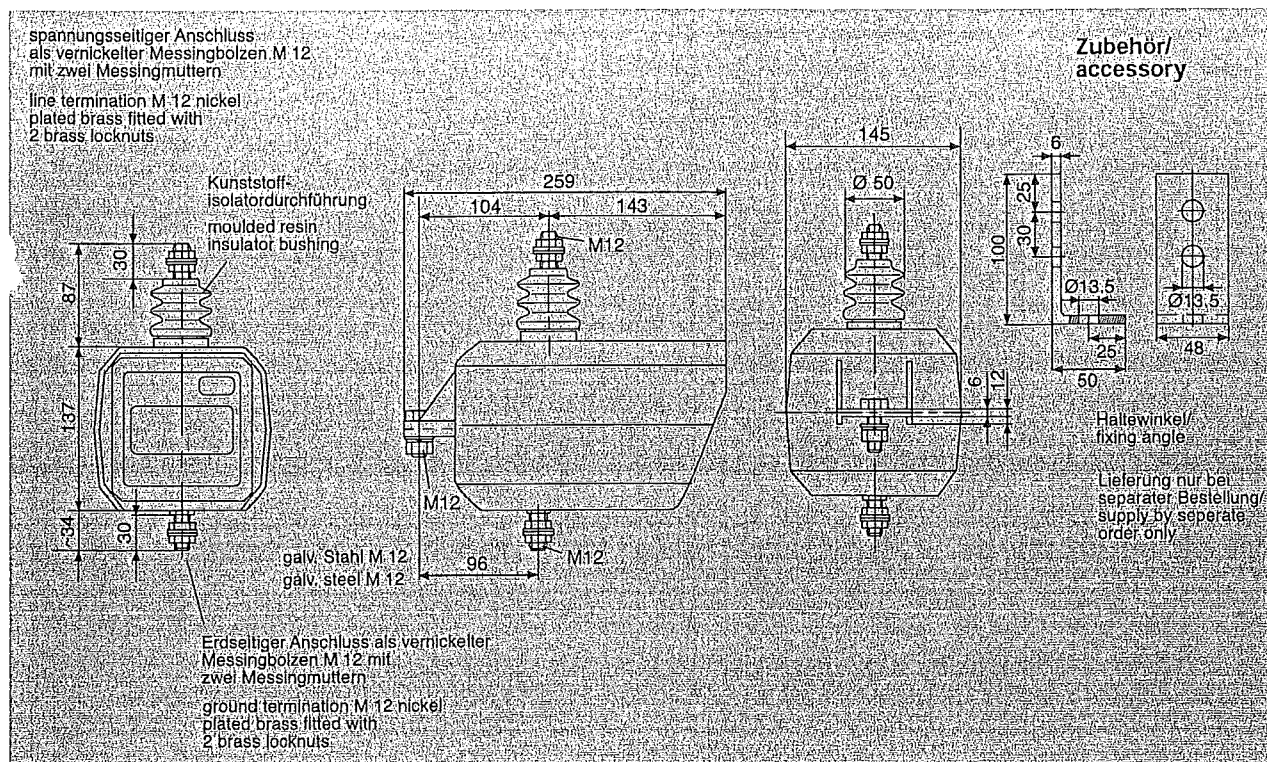 spannungsseitiger Anschluss
als vernickelter Messingbolzen M 12
mit zwei Messingmuttern
line termination M 12 nickel
plated brass fitted with
2 brass locknuts
Zubehör/
accessory
Kunststoff-
isolatordurchführung
moulded resin
insulator bushing
30
87
137
34
30
259
104
143
M12
M12
M12
96
galv. Stahl M 12
galv. steel M 12
145
Ø 50
6
12
6
25
30
100
Ø13,5
25
50
Ø13,5
48
Haltewinkel/
fixing angle
Lieferung nur bei
separater Bestellung/
supply by seperate
order only
Erdseitiger Anschluss als vernickelter
Messingbolzen M 12 mit
zwei Messingmuttern
ground termination M 12 nickel
plated brass fitted with
2 brass locknuts